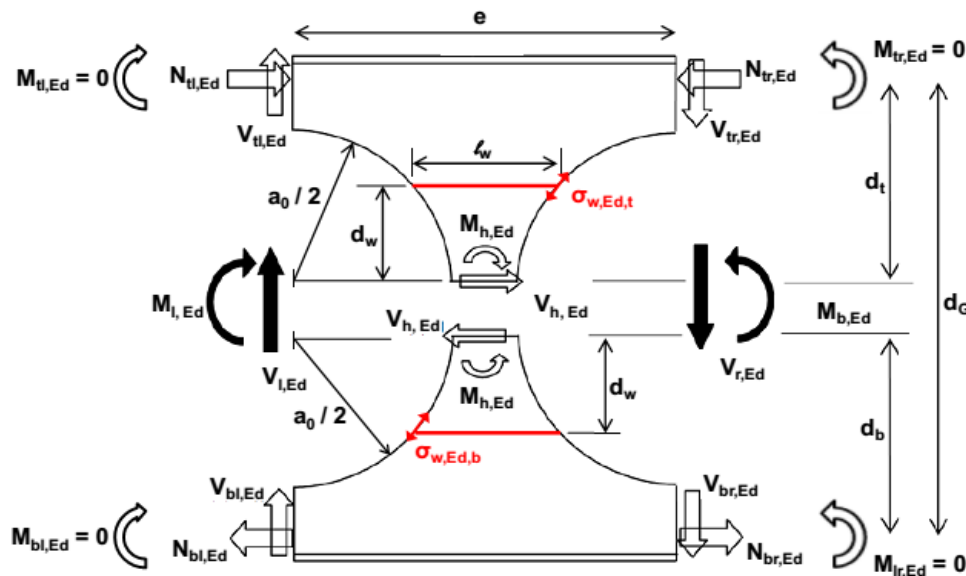 e
M_tl,Ed = 0
N_tl,Ed
V_tl,Ed
M_tr,Ed = 0
N_tr,Ed
V_tr,Ed
ℓ_w
a_0 / 2
d_w
σ_w,Ed,t
d_t
M_h,Ed
M_l, Ed
V_h, Ed
V_h, Ed
M_b,Ed
d_G
V_l,Ed
M_h,Ed
V_r,Ed
a_0 / 2
d_w
d_b
σ_w,Ed,b
V_bl,Ed
V_br,Ed
M_bl,Ed = 0
N_bl,Ed
N_br,Ed
M_lr,Ed = 0